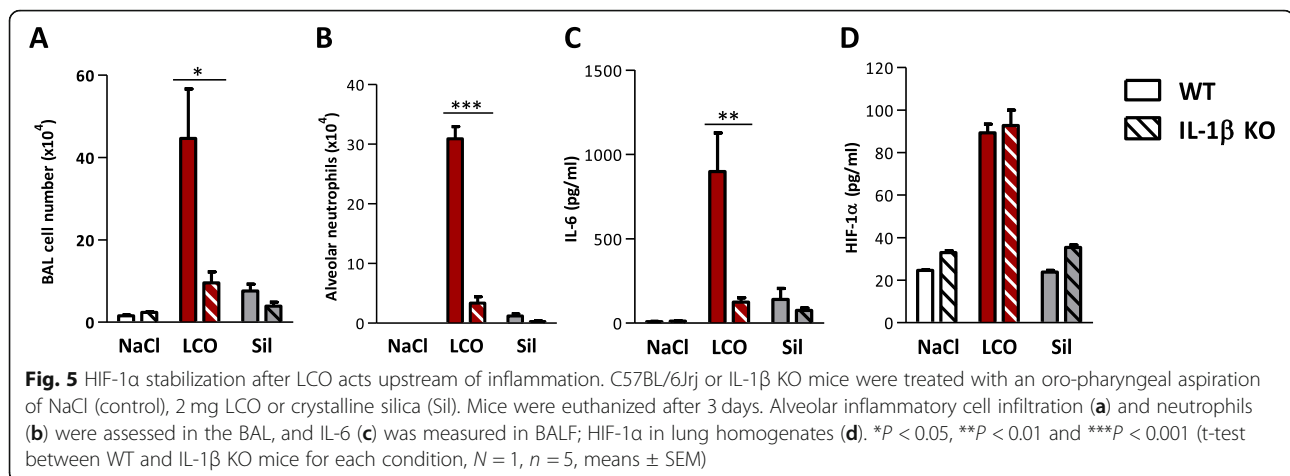 A
BAL cell number (x10⁴)
60
40
20
0
*
NaCl LCO Sil
B
Alveolar neutrophils (x10⁴)
40
30
20
10
0
***
NaCl LCO Sil
C
IL-6 (pg/ml)
1500
1000
500
0
**
NaCl LCO Sil
D
HIF-1α (pg/ml)
120
100
80
60
40
20
0
NaCl LCO Sil
WT
IL-1β KO
Fig. 5 HIF-1α stabilization after LCO acts upstream of inflammation. C57BL/6Jrj or IL-1β KO mice were treated with an oro-pharyngeal aspiration
of NaCl (control), 2 mg LCO or crystalline silica (Sil). Mice were euthanized after 3 days. Alveolar inflammatory cell infiltration (a) and neutrophils
(b) were assessed in the BAL, and IL-6 (c) was measured in BALF; HIF-1α in lung homogenates (d). *P < 0.05, **P < 0.01 and ***P < 0.001 (t-test
between WT and IL-1β KO mice for each condition, N = 1, n = 5, means ± SEM)